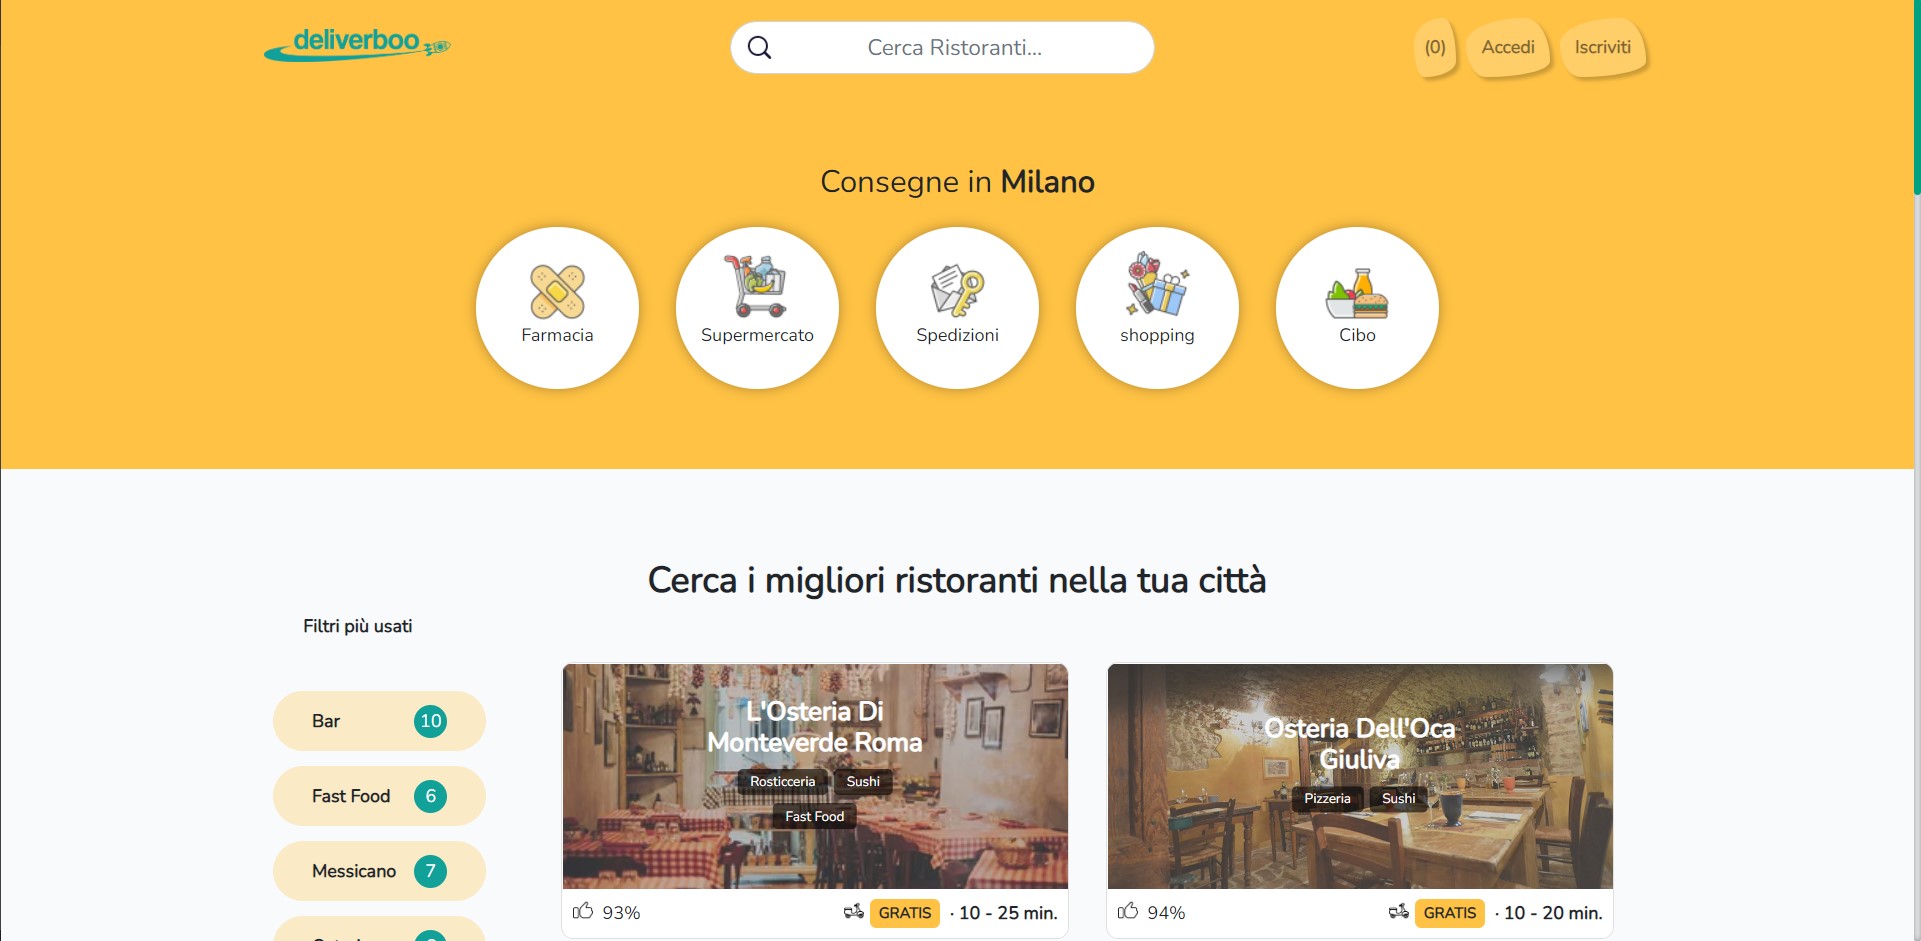 deliverboo
Cerca Ristoranti...
(0)
Accedi
Iscriviti
Consegne in Milano
Farmacia
Supermercato
Spedizioni
shopping
Cibo
Cerca i migliori ristoranti nella tua città
Filtri più usati
Bar 10
Fast Food 6
Messicano 7
L'Osteria Di
Monteverde Roma
Rosticceria Sushi
Fast Food
93%
GRATIS · 10 - 25 min.
Osteria Dell'Oca
Giuliva
Pizzeria Sushi
94%
GRATIS · 10 - 20 min.